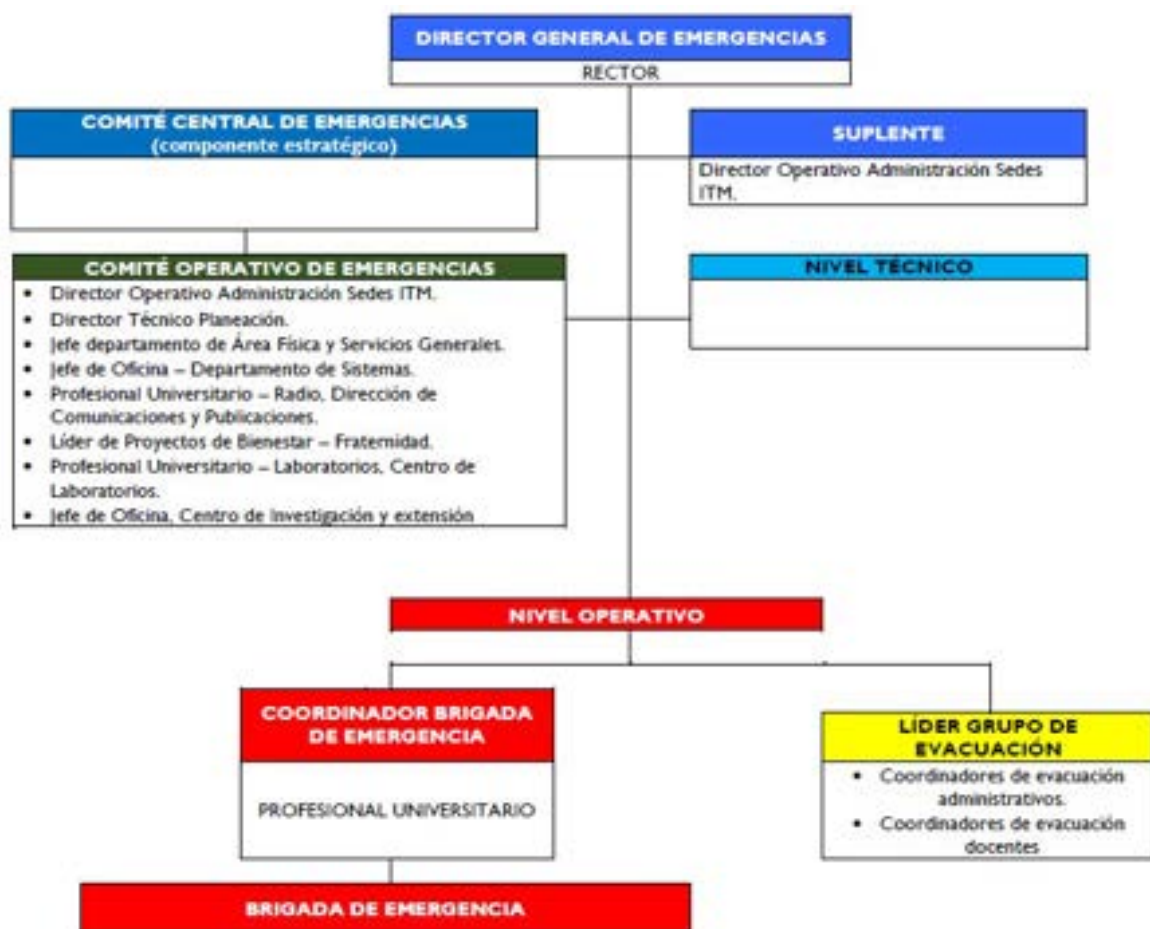 DIRECTOR GENERAL DE EMERGENCIAS
RECTOR
COMITÉ CENTRAL DE EMERGENCIAS
(componente estratégico)
SUPLENTE
Director Operativo Administración Sedes
ITM.
COMITÉ OPERATIVO DE EMERGENCIAS
• Director Operativo Administración Sedes ITM.
• Director Técnico Planeación.
• Jefe departamento de Área Física y Servicios Generales.
• Jefe de Oficina – Departamento de Sistemas.
• Profesional Universitario – Radio, Dirección de
Comunicaciones y Publicaciones.
• Líder de Proyectos de Bienestar – Fraternidad.
• Profesional Universitario – Laboratorios, Centro de
Laboratorios.
• Jefe de Oficina, Centro de Investigación y extensión
NIVEL TÉCNICO
NIVEL OPERATIVO
COORDINADOR BRIGADA
DE EMERGENCIA
PROFESIONAL UNIVERSITARIO
LÍDER GRUPO DE
EVACUACIÓN
• Coordinadores de evacuación
administrativos.
• Coordinadores de evacuación
docentes
BRIGADA DE EMERGENCIA